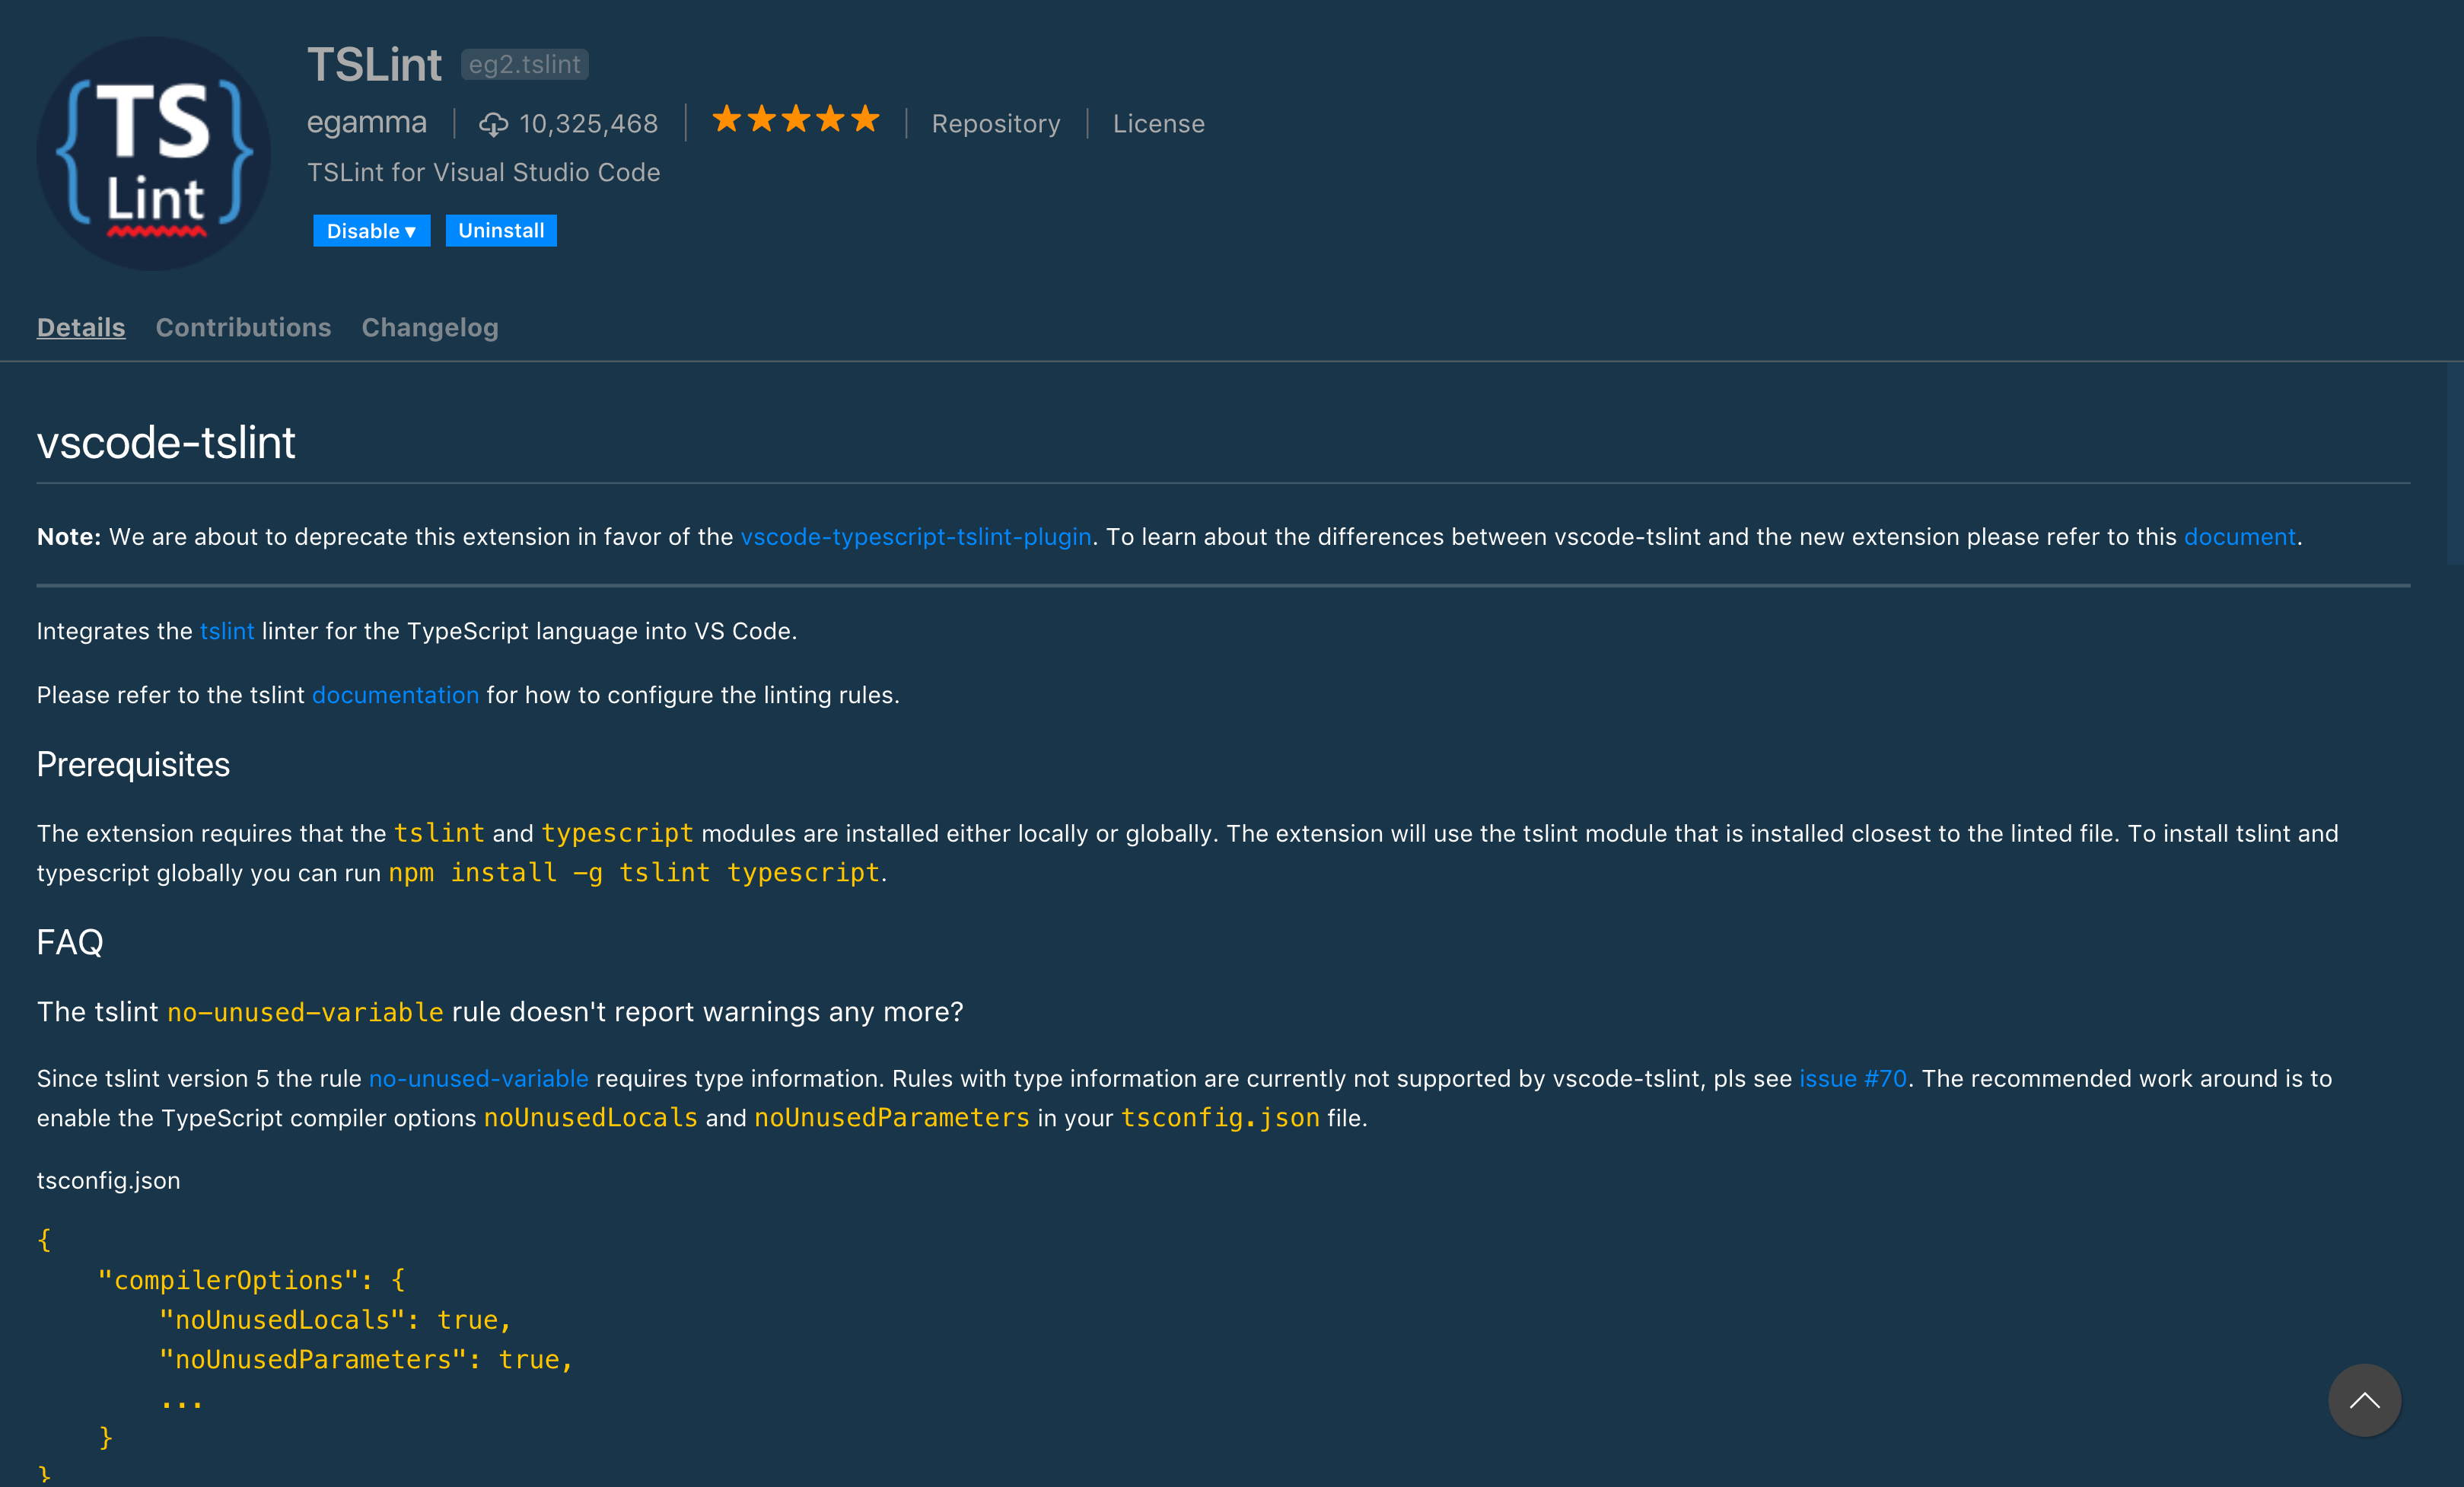 {TS}
Lint
TSLint eg2.tslint
egamma 10,325,468 Repository License
TSLint for Visual Studio Code
Disable▼ Uninstall
Details Contributions Changelog
vscode-tslint
Note: We are about to deprecate this extension in favor of the vscode-typescript-tslint-plugin. To learn about the differences between vscode-tslint and the new extension please refer to this document.
Integrates the tslint linter for the TypeScript language into VS Code.
Please refer to the tslint documentation for how to configure the linting rules.
Prerequisites
The extension requires that the tslint and typescript modules are installed either locally or globally. The extension will use the tslint module that is installed closest to the linted file. To install tslint and
typescript globally you can run npm install -g tslint typescript.
FAQ
The tslint no-unused-variable rule doesn't report warnings any more?
Since tslint version 5 the rule no-unused-variable requires type information. Rules with type information are currently not supported by vscode-tslint, pls see issue #70. The recommended work around is to
enable the TypeScript compiler options noUnusedLocals and noUnusedParameters in your tsconfig.json file.
tsconfig.json
{
"compilerOptions": {
"noUnusedLocals": true,
"noUnusedParameters": true,
...
}
}